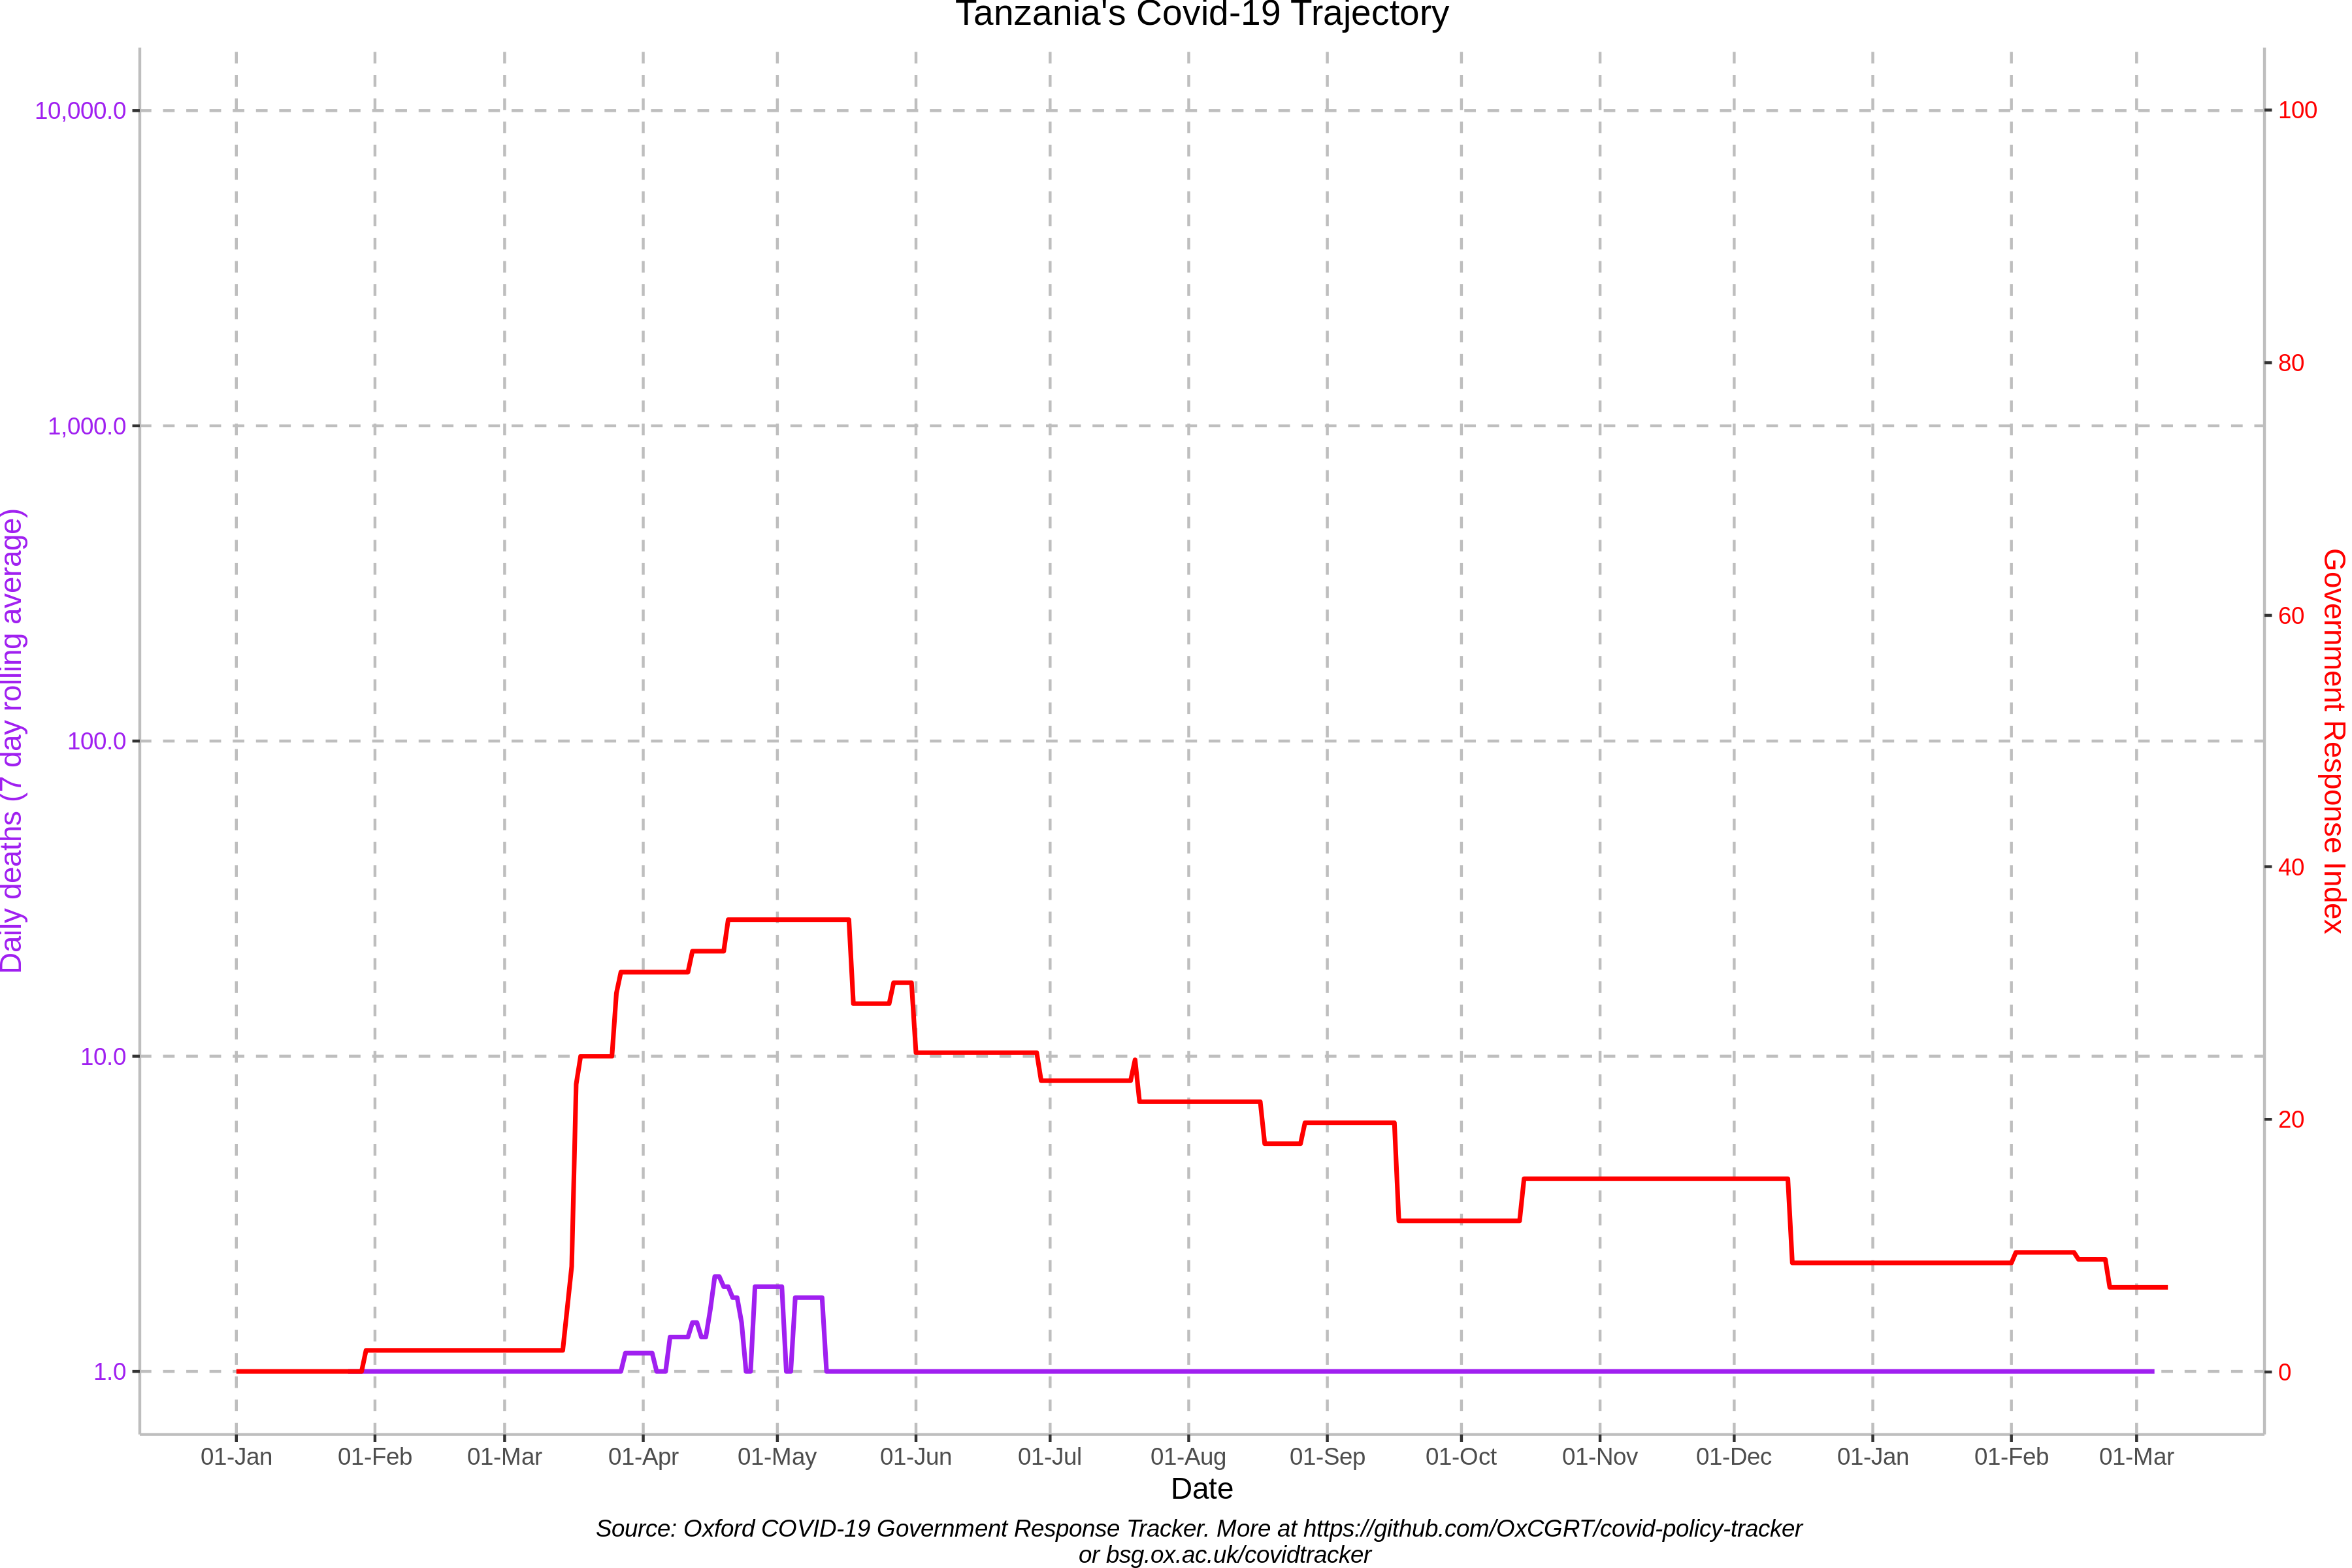 Tanzania's Covid-19 Trajectory
10,000.0
1,000.0
100.0
10.0
1.0
Daily deaths (7 day rolling average)
100
80
60
40
20
0
Government Response Index
01-Jan 01-Feb 01-Mar 01-Apr 01-May 01-Jun 01-Jul 01-Aug 01-Sep 01-Oct 01-Nov 01-Dec 01-Jan 01-Feb 01-Mar
Date
Source: Oxford COVID-19 Government Response Tracker. More at https://github.com/OxCGRT/covid-policy-tracker
or bsg.ox.ac.uk/covidtracker